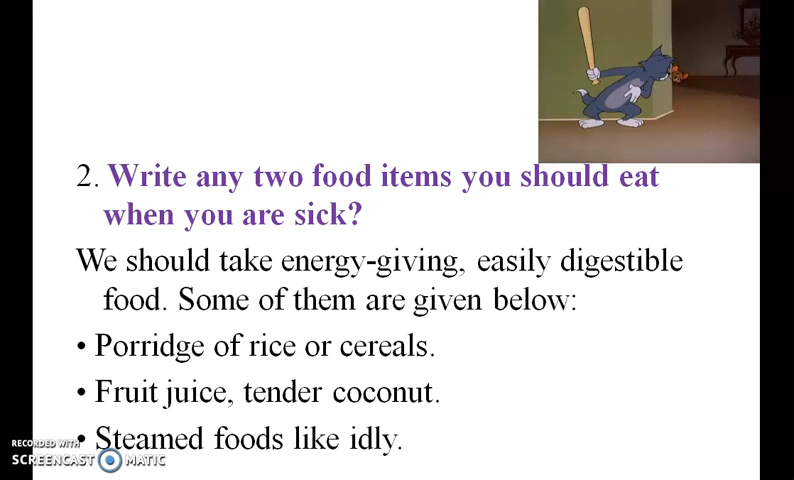 2. Write any two food items you should eat
when you are sick?
We should take energy-giving, easily digestible
food. Some of them are given below:
• Porridge of rice or cereals.
• Fruit juice, tender coconut.
• Steamed foods like idly.
RECORDED WITH
SCREENCAST MATIC